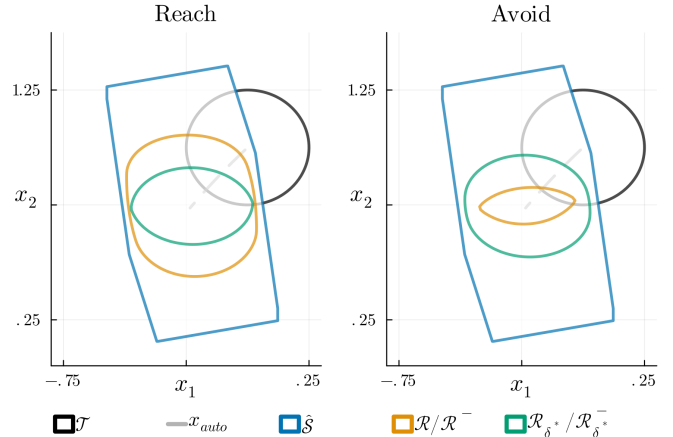 Reach
Avoid
1.25
x₂
.25
−.75
x₁
.25
1.25
x₂
.25
−.75
x₁
.25
𝒯
x_auto
𝒮̂
ℛ/ℛ⁻
ℛ_δ*/ℛ⁻_δ*